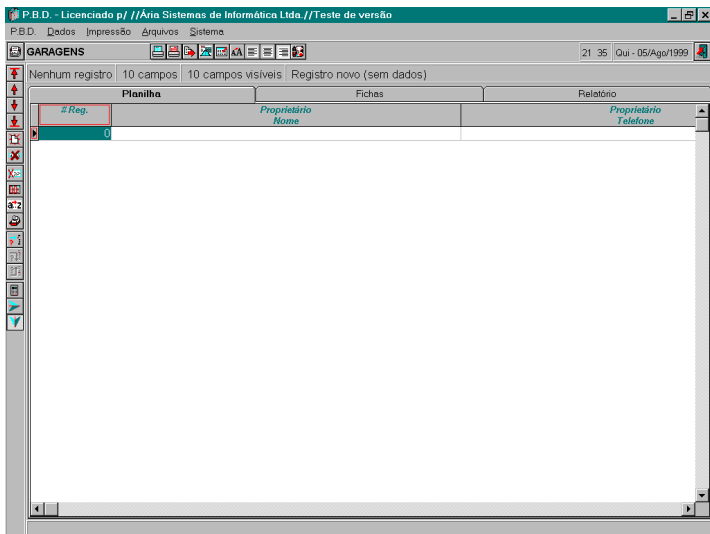 P.B.D. - Licenciado p/ //Ária Sistemas de Informática Ltda.//Teste de versão
P.B.D. Dados Impressão Arquivos Sistema
GARAGENS 21 35 Qui - 05/Ago/1999
Nenhum registro 10 campos 10 campos visíveis Registro novo (sem dados)
Planilha Fichas Relatório
# Reg. Proprietário Proprietário
Nome Telefone
0